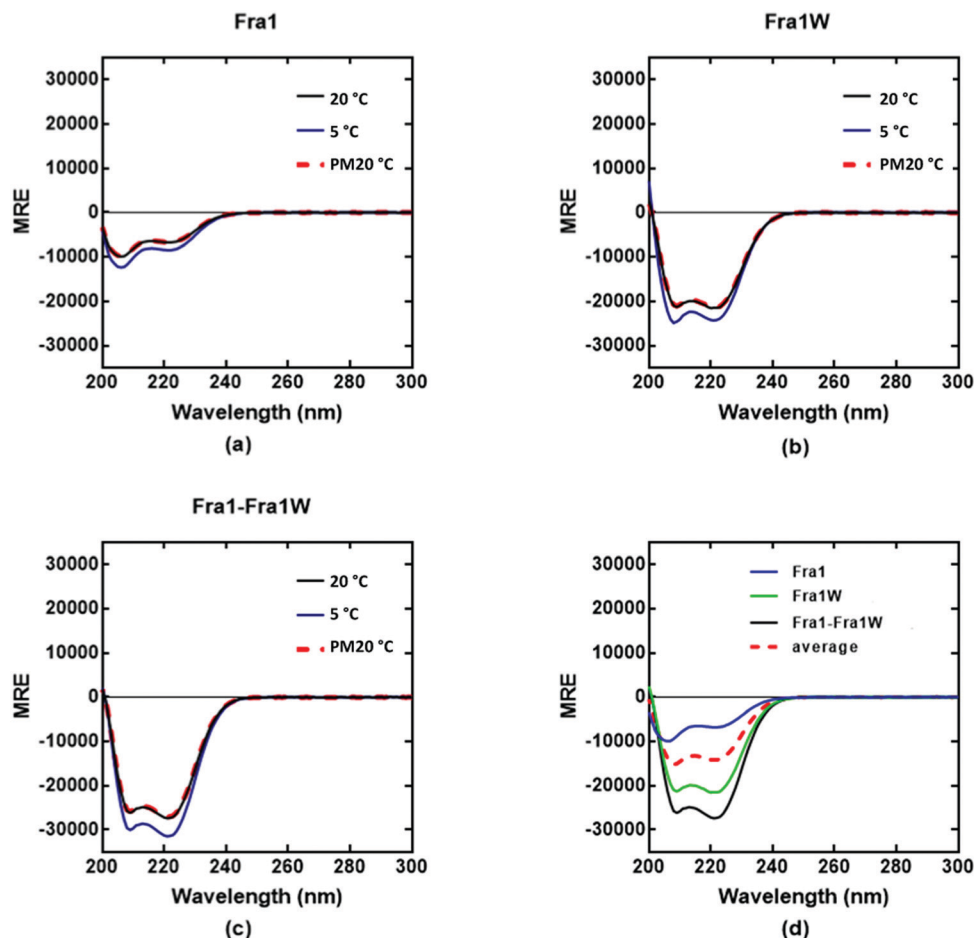 Fra1
MRE
30000
20000
10000
0
-10000
-20000
-30000
20 °C
5 °C
PM20 °C
200 220 240 260 280 300
Wavelength (nm)
(a)
Fra1W
MRE
30000
20000
10000
0
-10000
-20000
-30000
20 °C
5 °C
PM20 °C
200 220 240 260 280 300
Wavelength (nm)
(b)
Fra1-Fra1W
MRE
30000
20000
10000
0
-10000
-20000
-30000
20 °C
5 °C
PM20 °C
200 220 240 260 280 300
Wavelength (nm)
(c)
MRE
30000
20000
10000
0
-10000
-20000
-30000
Fra1
Fra1W
Fra1-Fra1W
average
200 220 240 260 280 300
Wavelength (nm)
(d)